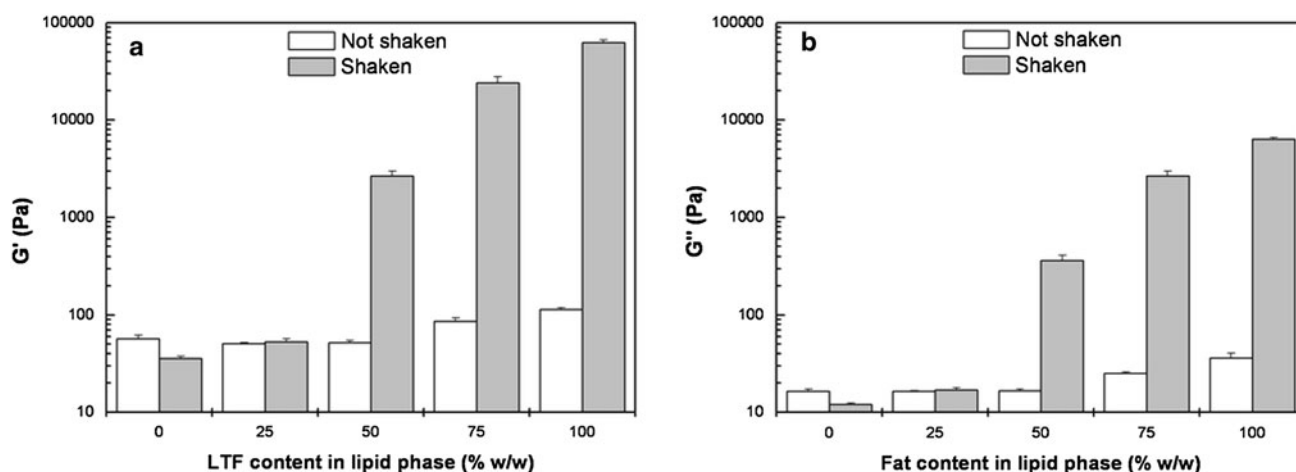 a
Not shaken
Shaken
100000
10000
1000
100
10
G' (Pa)
0 25 50 75 100
LTF content in lipid phase (% w/w)
b
Not shaken
Shaken
100000
10000
1000
100
10
G'' (Pa)
0 25 50 75 100
Fat content in lipid phase (% w/w)